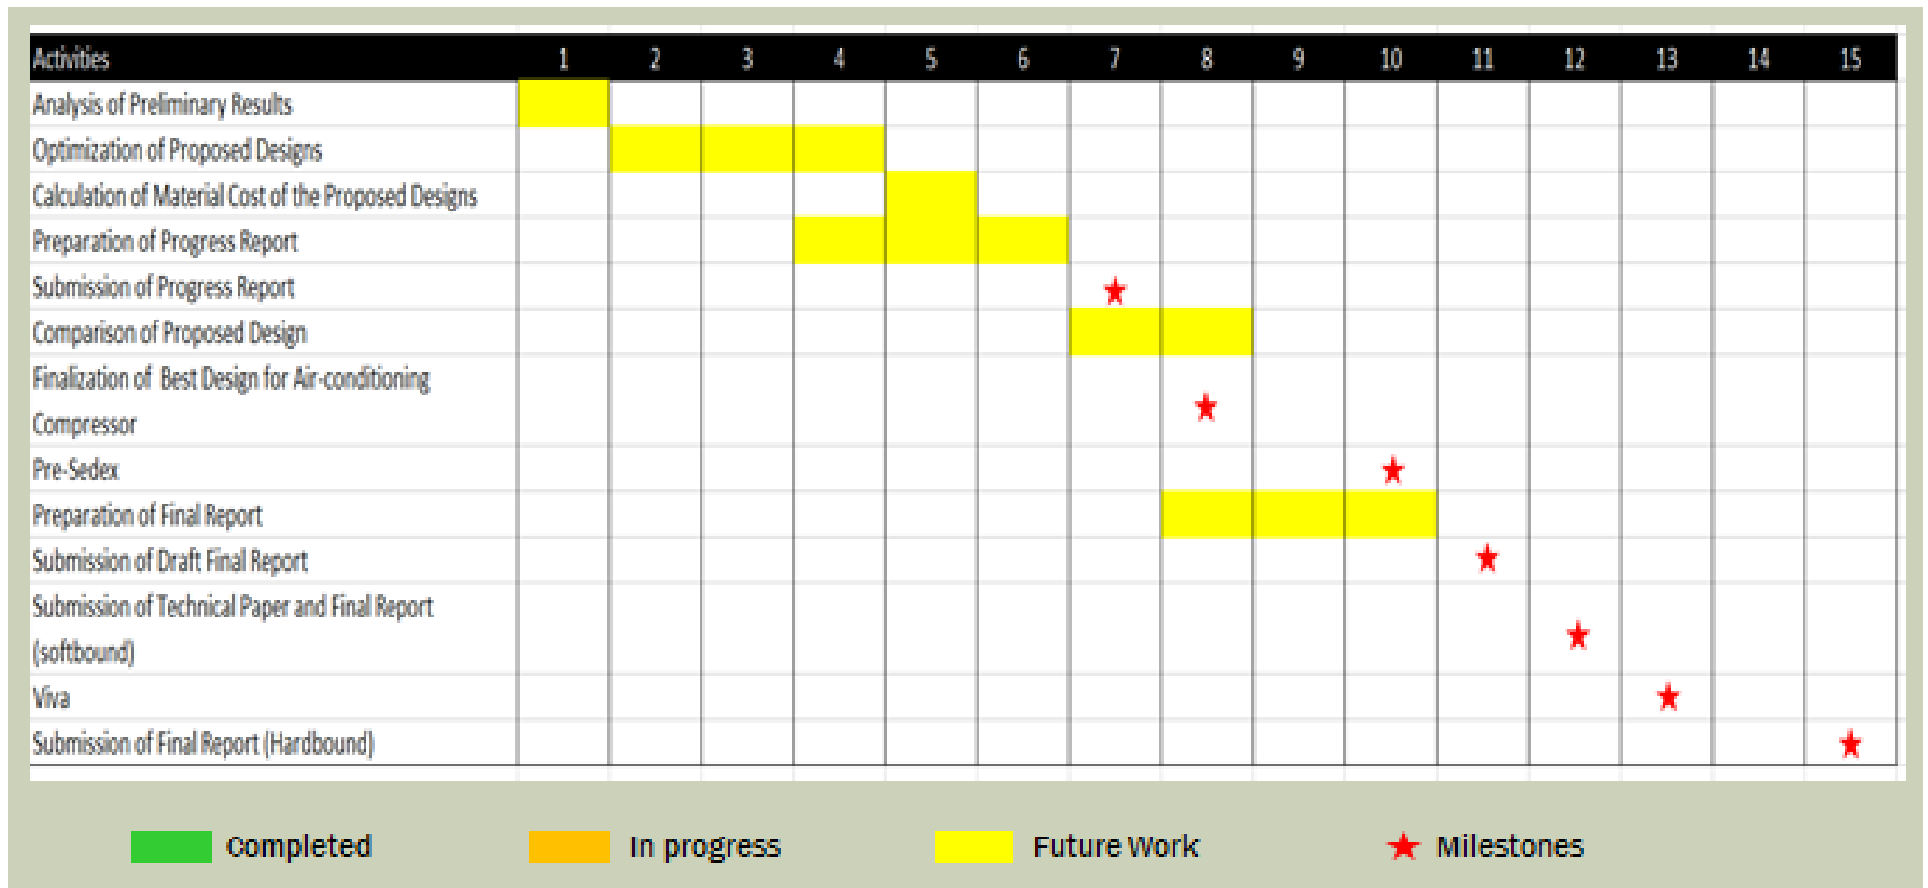 Activities 1 2 3 4 5 6 7 8 9 10 11 12 13 14 15
Analysis of Preliminary Results
Optimization of Proposed Designs
Calculation of Material Cost of the Proposed Designs
Preparation of Progress Report
Submission of Progress Report
Comparison of Proposed Design
Finalization of Best Design for Air-conditioning
Compressor
Pre-Sedex
Preparation of Final Report
Submission of Draft Final Report
Submission of Technical Paper and Final Report
(softbound)
Viva
Submission of Final Report (Hardbound)
Completed In progress Future Work Milestones